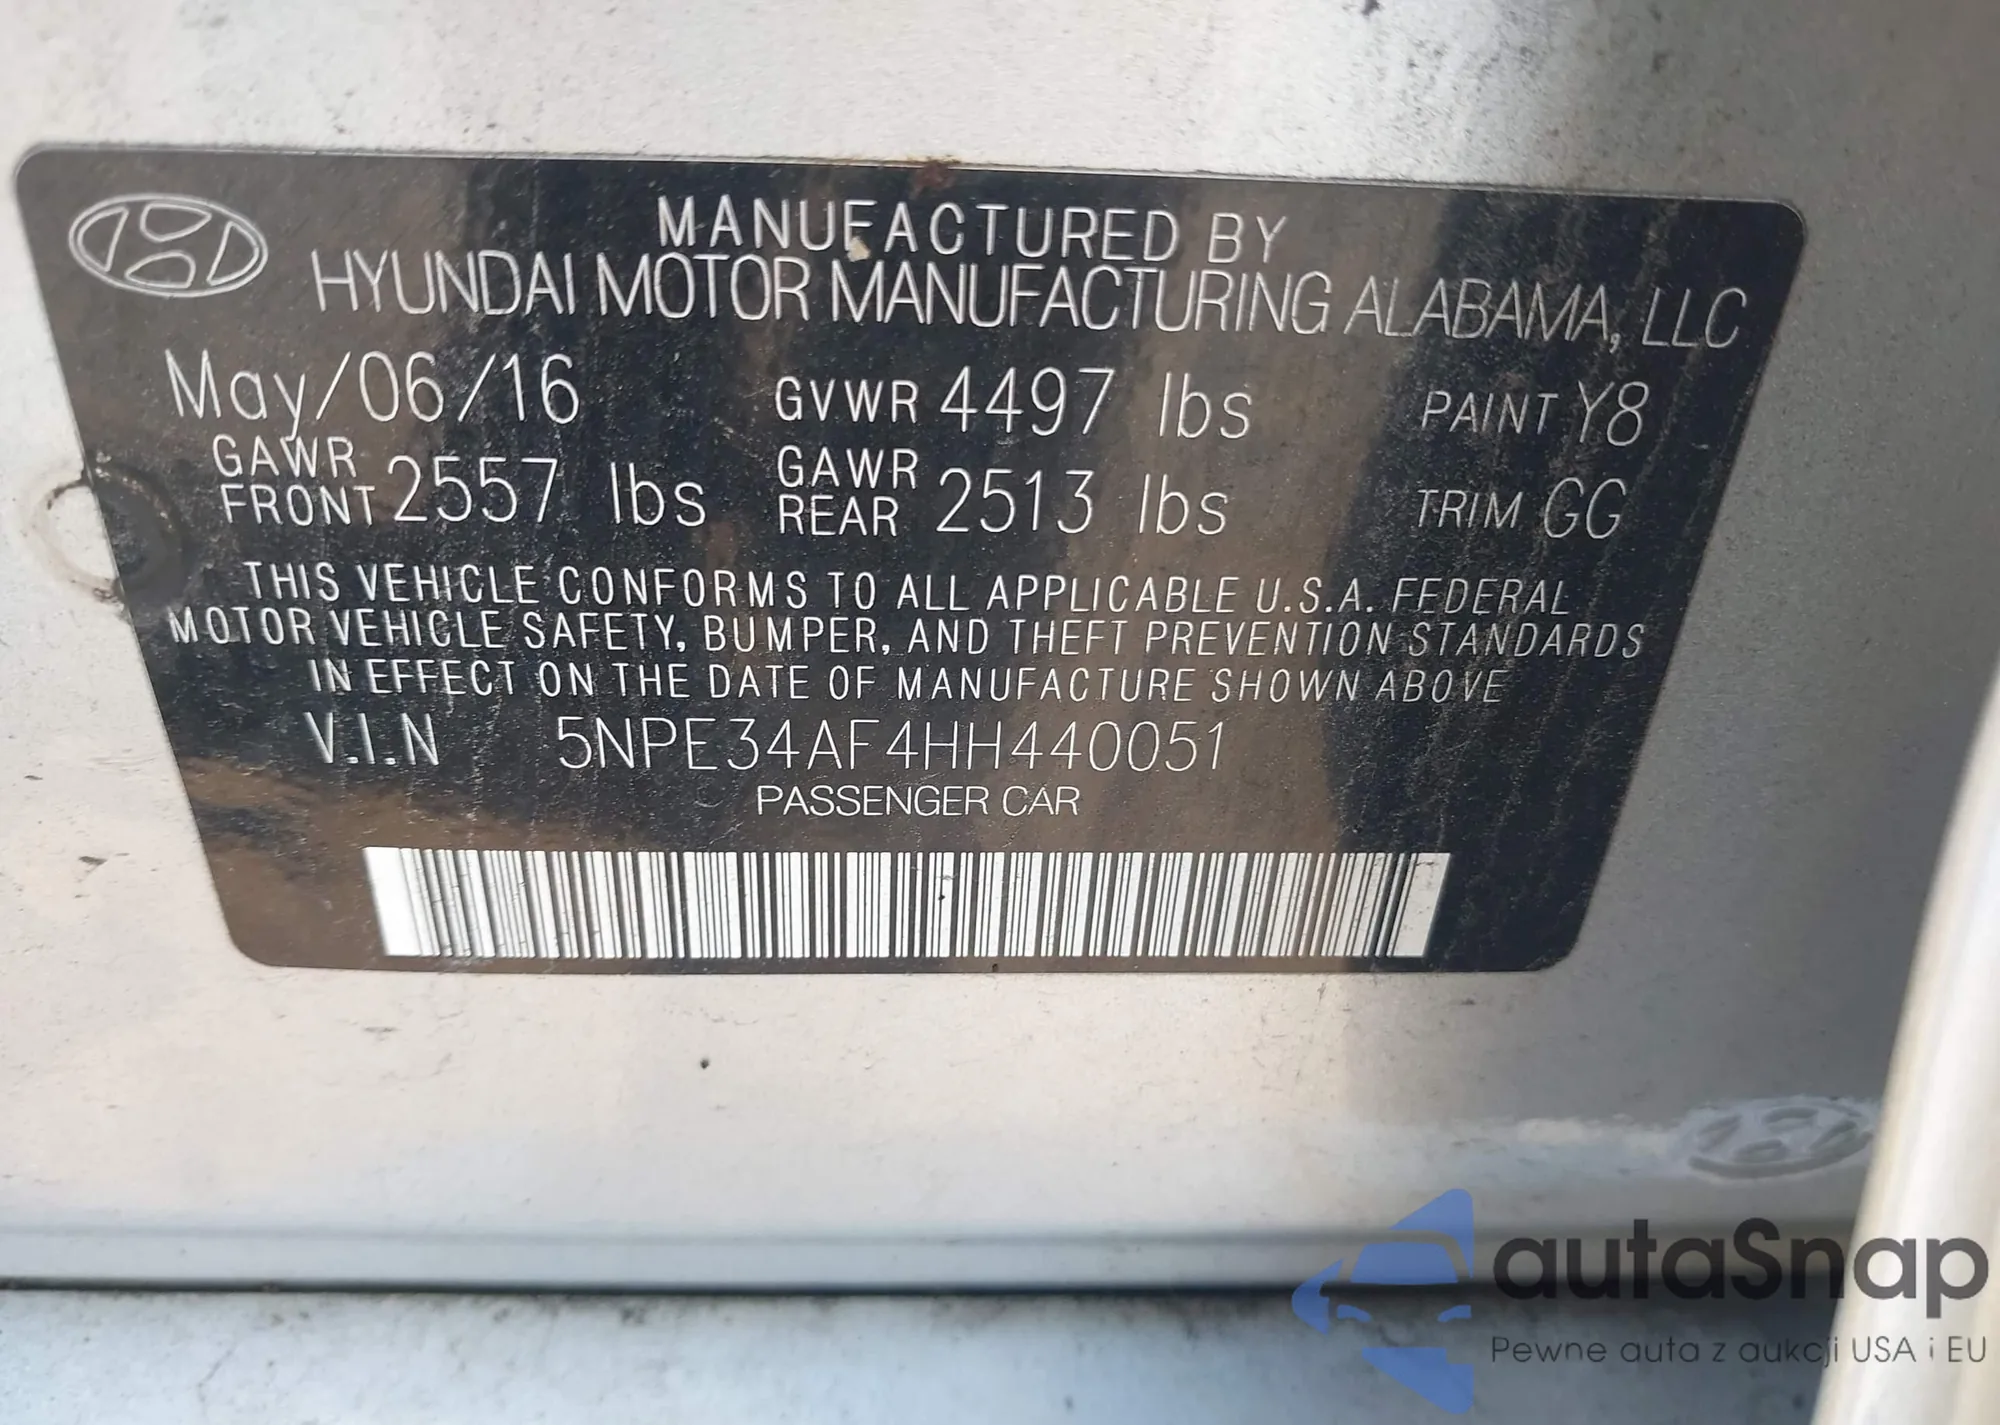 MANUFACTURED BY
HYUNDAI MOTOR MANUFACTURING ALABAMA, LLC
May/06/16 GVWR 4497 lbs PAINT Y8
GAWR FRONT 2557 lbs GAWR REAR 2513 lbs TRIM GG
THIS VEHICLE CONFORMS TO ALL APPLICABLE U.S.A. FEDERAL
MOTOR VEHICLE SAFETY, BUMPER, AND THEFT PREVENTION STANDARDS
IN EFFECT ON THE DATE OF MANUFACTURE SHOWN ABOVE
V.I.N 5NPE34AF4HH440051
PASSENGER CAR
autaSnap
Pewne auta z aukcji USA i EU